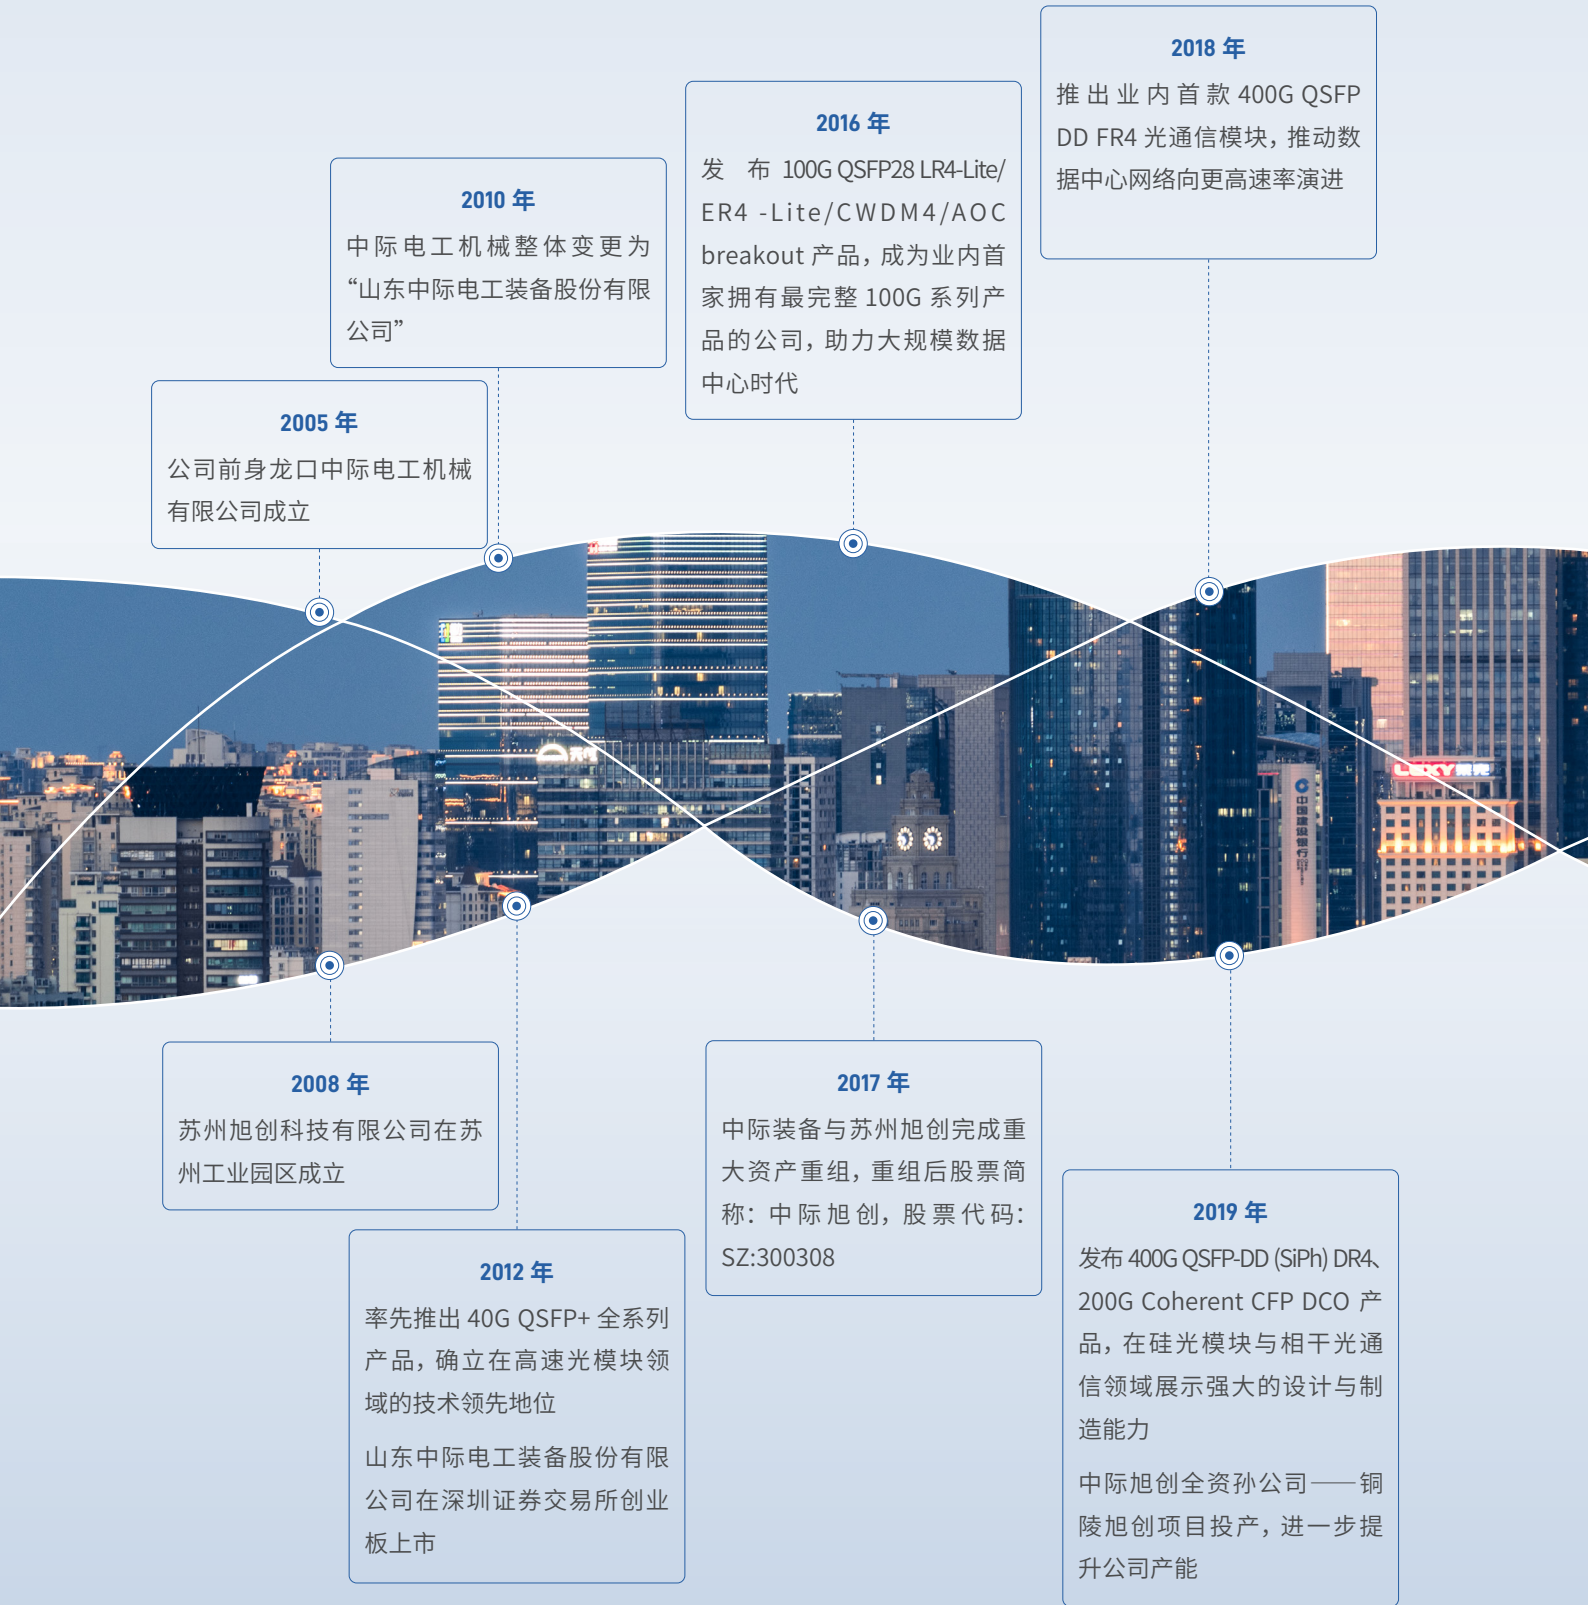 2018 年
推出业内首款 400G QSFP
DD FR4 光通信模块，推动数
据中心网络向更高速率演进
2016 年
发 布 100G QSFP28 LR4-Lite/
ER4 -Lite/CWDM4/AOC
breakout 产品，成为业内首
家拥有最完整 100G 系列产
品的公司，助力大规模数据
中心时代
2010 年
中际电工机械整体变更为
“山东中际电工装备股份有限
公司”
2005 年
公司前身龙口中际电工机械
有限公司成立
LEXY
中国建设银行
2008 年
苏州旭创科技有限公司在苏
州工业园区成立
2012 年
率先推出 40G QSFP+ 全系列
产品，确立在高速光模块领
域的技术领先地位
山东中际电工装备股份有限
公司在深圳证券交易所创业
板上市
2017 年
中际装备与苏州旭创完成重
大资产重组，重组后股票简
称：中际旭创，股票代码：
SZ:300308
2019 年
发布 400G QSFP-DD (SiPh) DR4、
200G Coherent CFP DCO 产
品，在硅光模块与相干光通
信领域展示强大的设计与制
造能力
中际旭创全资孙公司——铜
陵旭创项目投产，进一步提
升公司产能